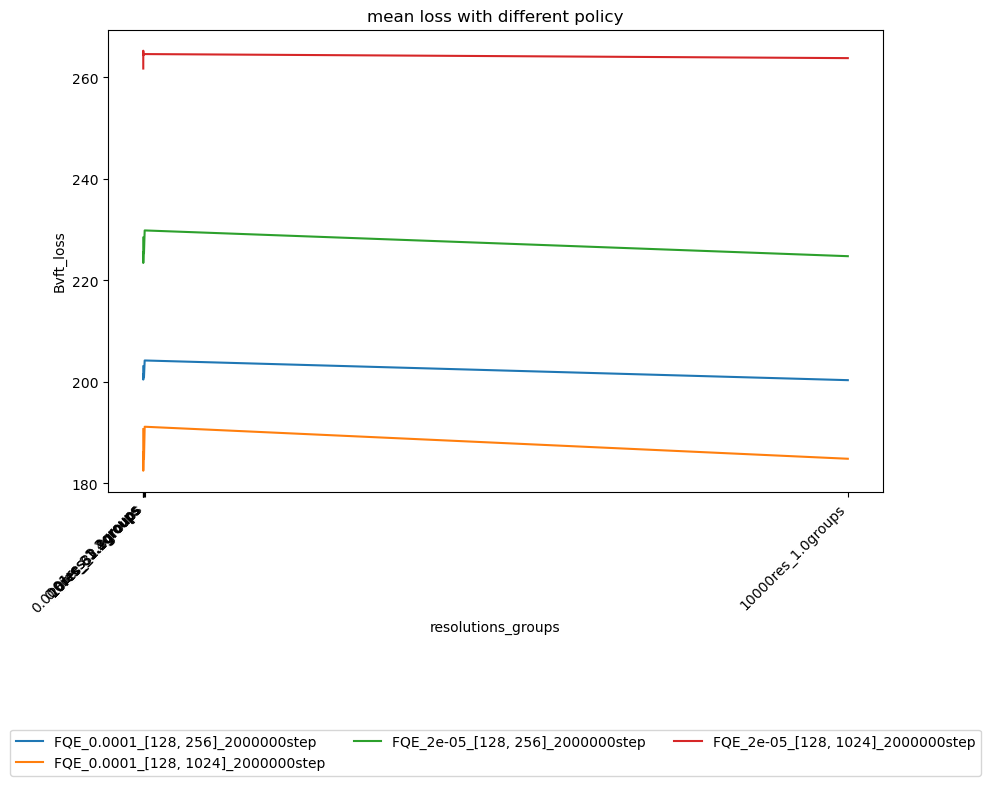 mean loss with different policy
Bvft_loss
260
240
220
200
180
10000res_1.0groups
resolutions_groups
FQE_0.0001_[128, 256]_2000000step
FQE_0.0001_[128, 1024]_2000000step
FQE_2e-05_[128, 256]_2000000step
FQE_2e-05_[128, 1024]_2000000step